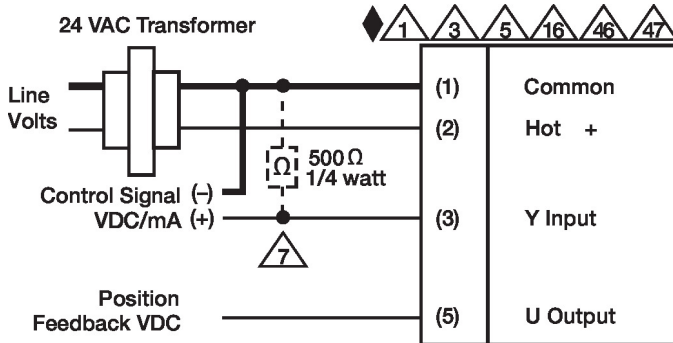 24 VAC Transformer
1 3 5 16 46 47
Line
Volts
(1) Common
(2) Hot +
Ω 500 Ω
1/4 watt
Control Signal (–)
VDC/mA (+)
(3) Y Input
7
Position
Feedback VDC
(5) U Output